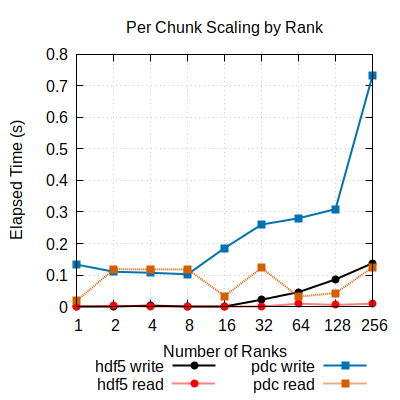 Per Chunk Scaling by Rank
0.8
0.7
0.6
0.5
0.4
0.3
0.2
0.1
0
Elapsed Time (s)
1 2 4 8 16 32 64 128 256
Number of Ranks
hdf5 write pdc write
hdf5 read pdc read